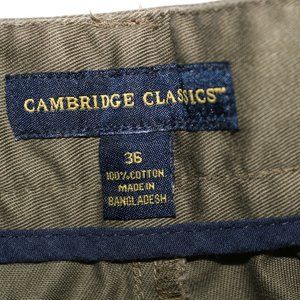 CAMBRIDGE CLASSICS™
36
100% COTTON
MADE IN
BANGLADESH